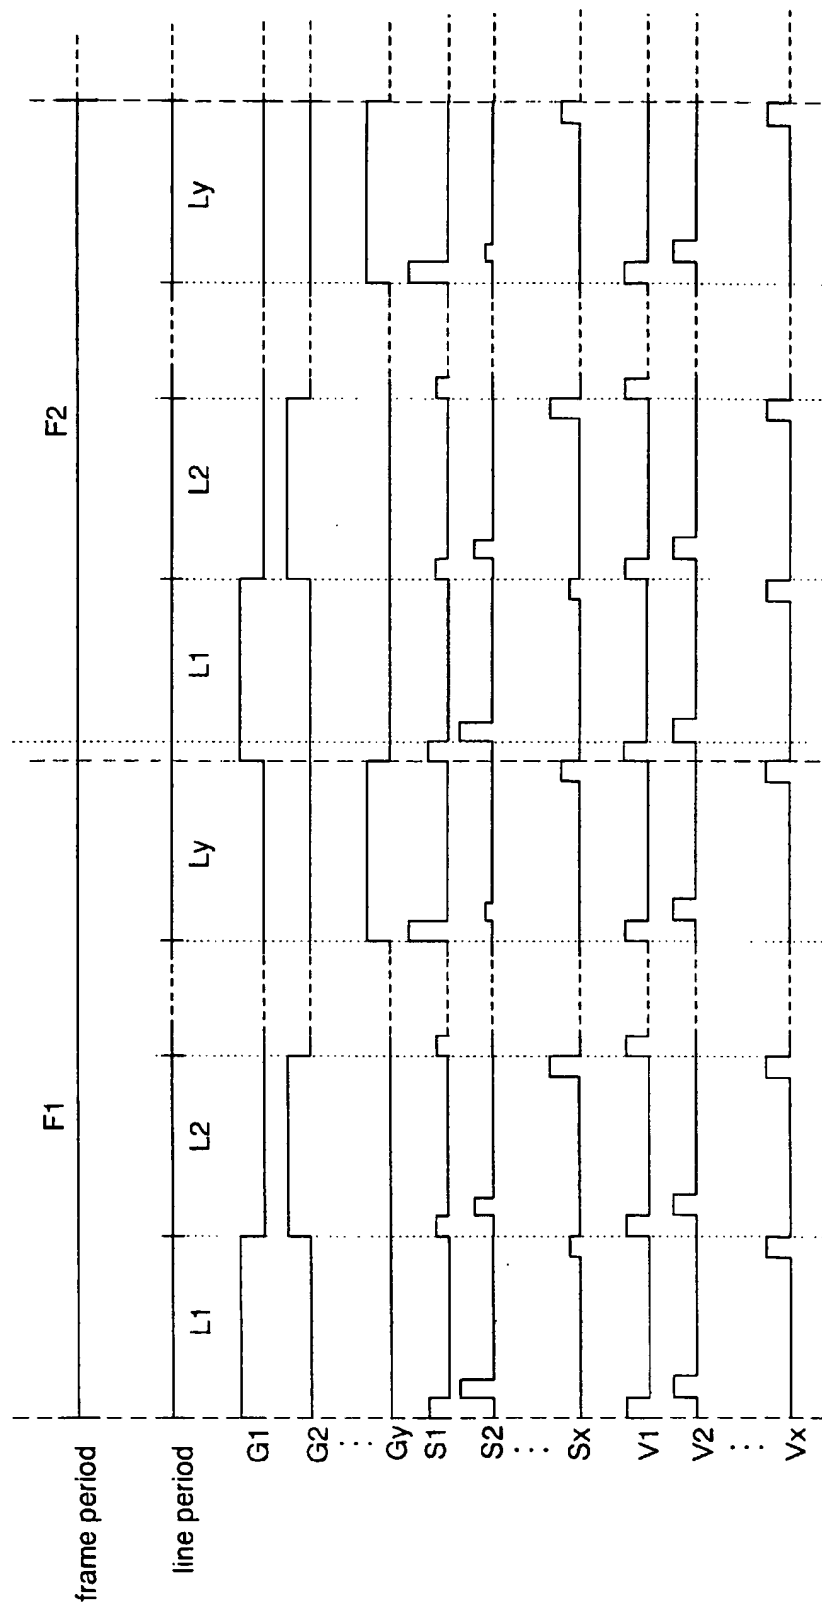 frame period
F1
F2
line period
L1
L2
Ly
L1
L2
Ly
G1
G2
Gy
S1
S2
Sx
V1
V2
Vx